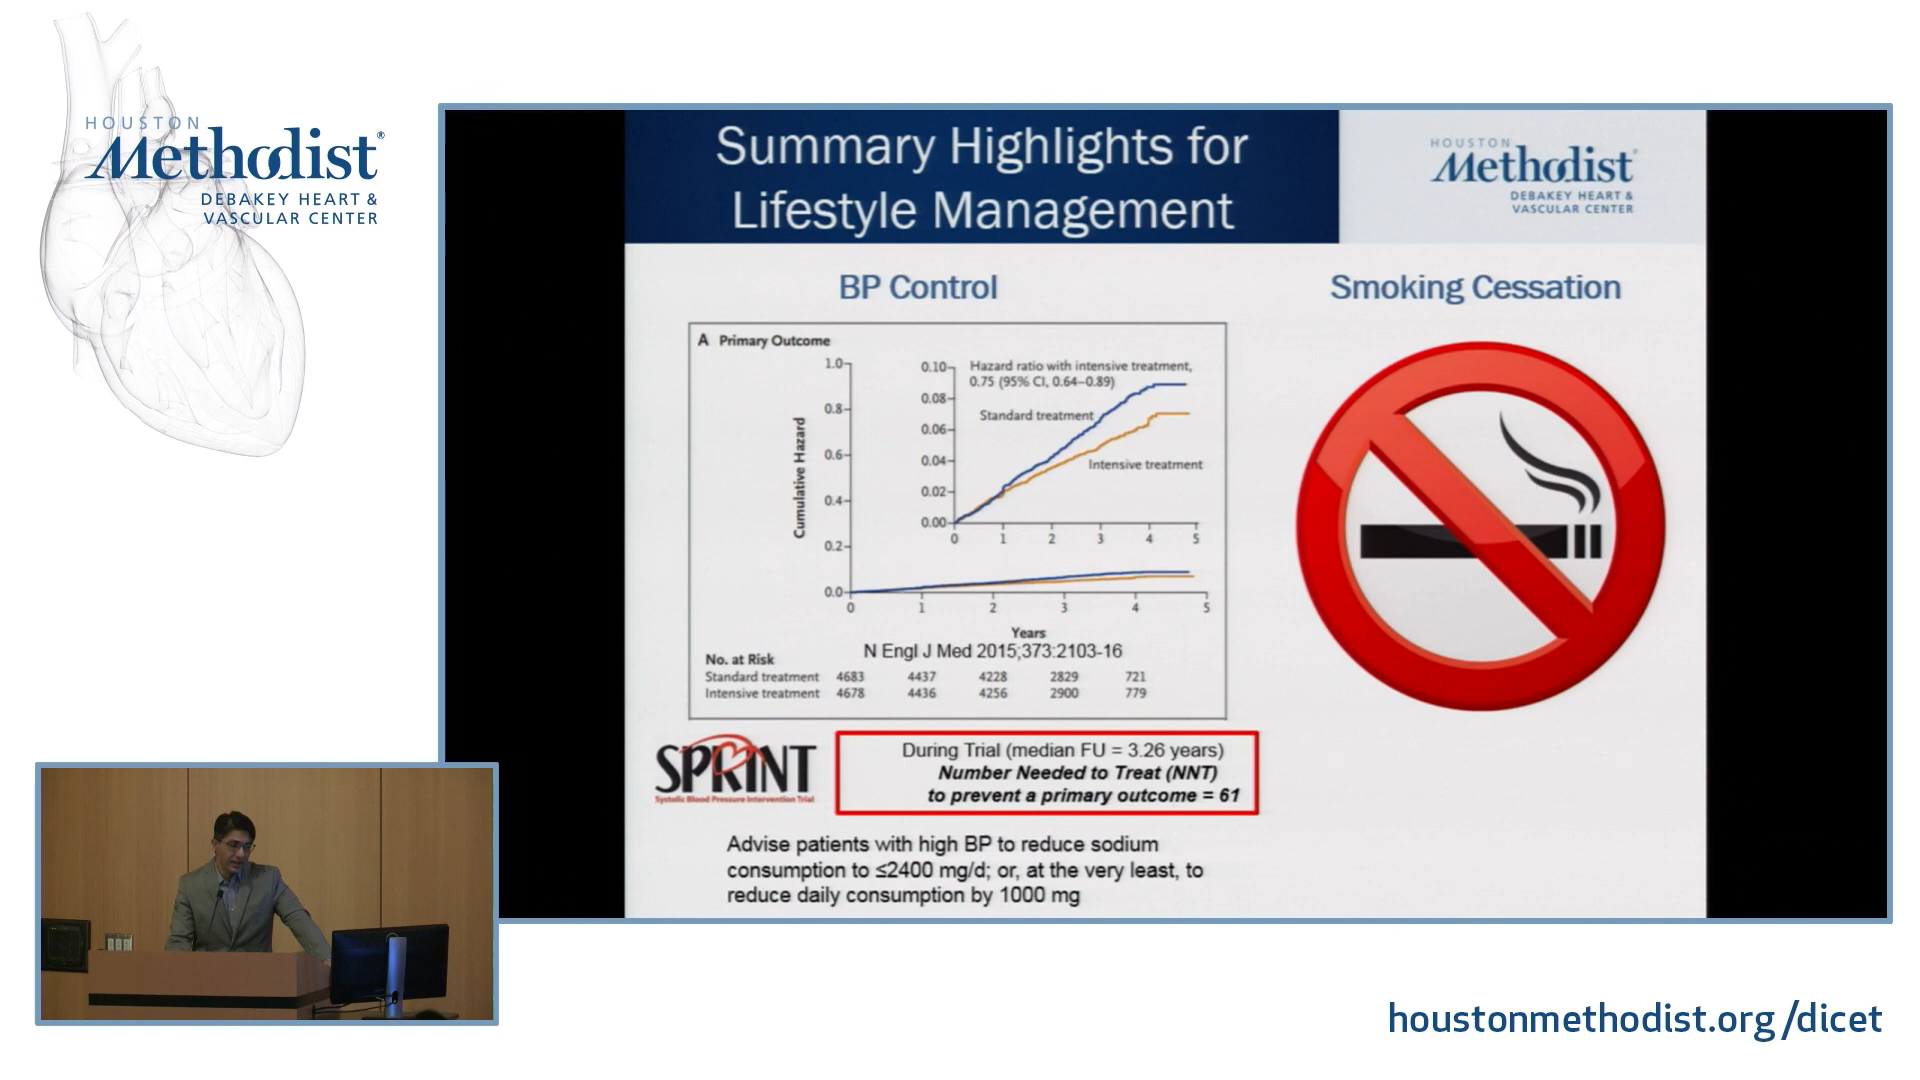 HOUSTON
Methodist®
DEBAKEY HEART &
VASCULAR CENTER
Summary Highlights for
Lifestyle Management
HOUSTON
Methodist®
DEBAKEY HEART &
VASCULAR CENTER
BP Control
Smoking Cessation
A Primary Outcome
Cumulative Hazard
1.0
0.8
0.6
0.4
0.2
0.0
0 1 2 3 4 5
Years
0.10
0.08
0.06
0.04
0.02
0.00
0 1 2 3 4 5
Hazard ratio with intensive treatment,
0.75 (95% CI, 0.64–0.89)
Standard treatment
Intensive treatment
N Engl J Med 2015;373:2103-16
No. at Risk
Standard treatment 4683 4437 4228 2829 721
Intensive treatment 4678 4436 4256 2900 779
SPRINT
Systolic Blood Pressure Intervention Trial
During Trial (median FU = 3.26 years)
Number Needed to Treat (NNT)
to prevent a primary outcome = 61
Advise patients with high BP to reduce sodium
consumption to ≤2400 mg/d; or, at the very least, to
reduce daily consumption by 1000 mg
houstonmethodist.org/dicet